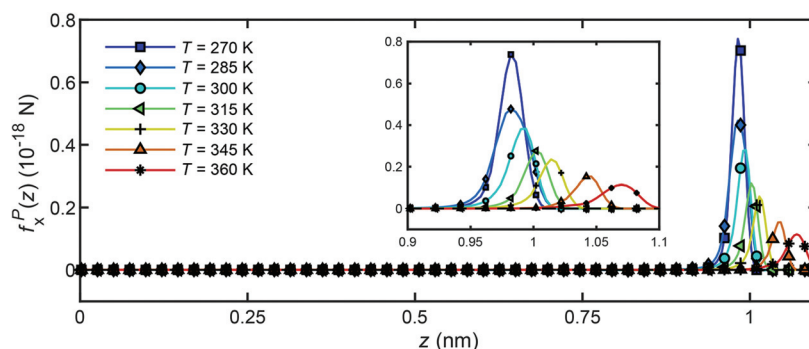 0.8
0.6
0.4
0.2
0
f_x^P(z) (10^-18 N)
T = 270 K
T = 285 K
T = 300 K
T = 315 K
T = 330 K
T = 345 K
T = 360 K
0.8
0.6
0.4
0.2
0
0.9 0.95 1 1.05 1.1
0 0.25 0.5 0.75 1
z (nm)